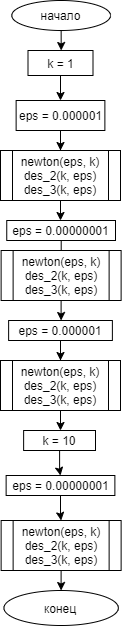 начало
k = 1
eps = 0.000001
newton(eps, k)
des_2(k, eps)
des_3(k, eps)
eps = 0.00000001
newton(eps, k)
des_2(k, eps)
des_3(k, eps)
eps = 0.000001
newton(eps, k)
des_2(k, eps)
des_3(k, eps)
k = 10
eps = 0.00000001
newton(eps, k)
des_2(k, eps)
des_3(k, eps)
конец